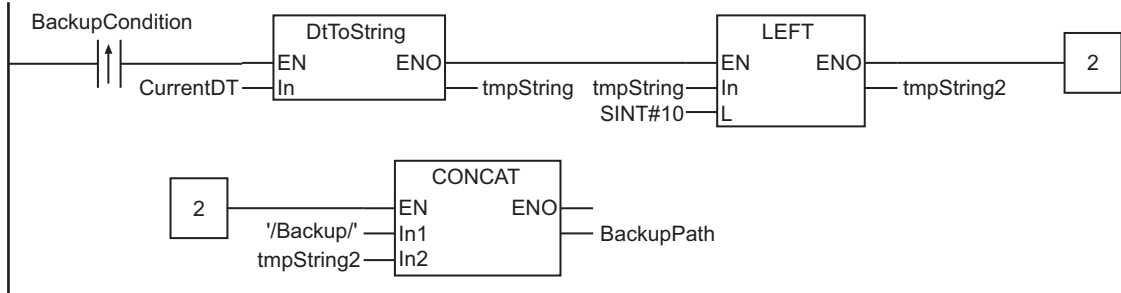 BackupCondition
DtToString
LEFT
EN ENO EN ENO 2
CurrentDT In tmpString tmpString In tmpString2
SINT#10 L
CONCAT
2 EN ENO
'/Backup/' In1 BackupPath
tmpString2 In2